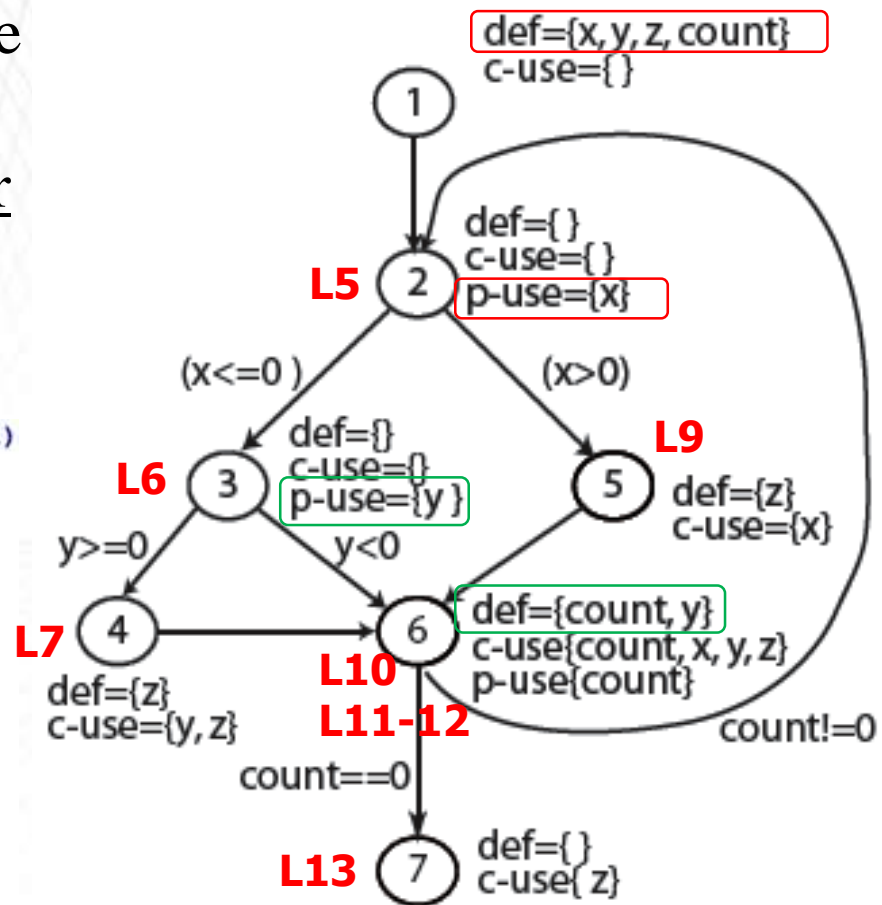 e
def={x,y,z,count}
c-use={}
1
r
def={}
c-use={}
p-use={x}
L5
2
(x<=0)
(x>0)
)
def={}
c-use={}
p-use={y}
L6
3
L9
5
def={z}
c-use={x}
y>=0
y<0
L7
4
6
def={count,y}
c-use{count,x,y,z}
p-use{count}
L10
L11-12
def={z}
c-use={y,z}
count!=0
count==0
L13
7
def={}
c-use{z}